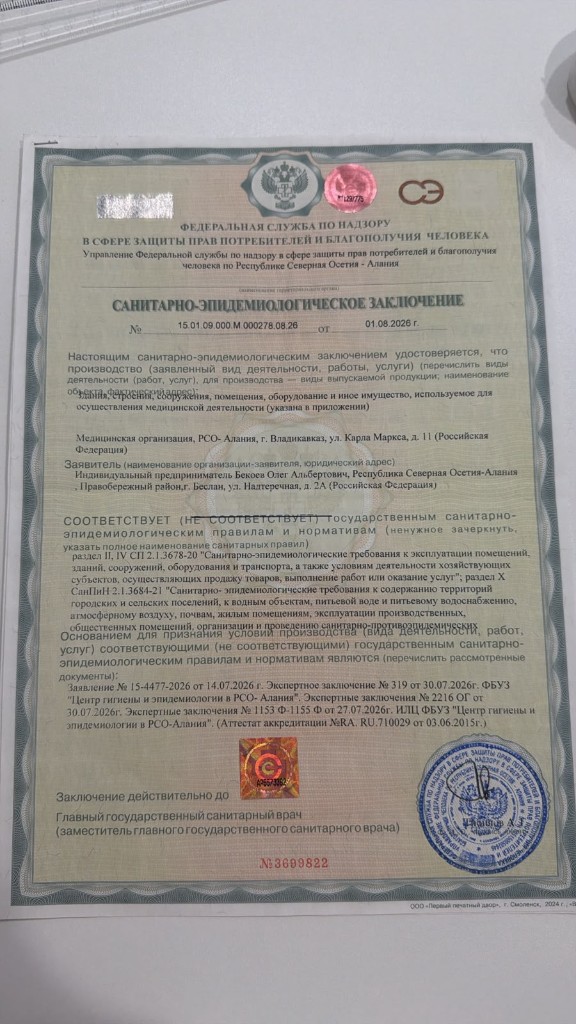 СЭ
ФЕДЕРАЛЬНАЯ СЛУЖБА ПО НАДЗОРУ
В СФЕРЕ ЗАЩИТЫ ПРАВ ПОТРЕБИТЕЛЕЙ И БЛАГОПОЛУЧИЯ ЧЕЛОВЕКА
Управление Федеральной службы по надзору в сфере защиты прав потребителей и благополучия
человека по Республике Северная Осетия - Алания
САНИТАРНО-ЭПИДЕМИОЛОГИЧЕСКОЕ ЗАКЛЮЧЕНИЕ
№ 15.01.09.000.М.000278.08.26 от 01.08.2026 г.
Настоящим санитарно-эпидемиологическим заключением удостоверяется, что
производство (заявленный вид деятельности, работы, услуги) (перечислить виды
деятельности (работ, услуг), для производства — виды выпускаемой продукции; наименование
объекта, фактический адрес):
Здания, строения, сооружения, помещения, оборудование и иное имущество, используемое для
осуществления медицинской деятельности (указана в приложении)
Медицинская организация, РСО- Алания, г. Владикавказ, ул. Карла Маркса, д. 11 (Российская
Федерация)
Заявитель (наименование организации-заявителя, юридический адрес)
Индивидуальный предприниматель Бекоев Олег Альбертович, Республика Северная Осетия-Алания
, Правобережный район,г. Беслан, ул. Надтеречная, д. 2А (Российская Федерация)
СООТВЕТСТВУЕТ (НЕ СООТВЕТСТВУЕТ) государственным санитарно-
эпидемиологическим правилам и нормативам (ненужное зачеркнуть,
указать полное наименование санитарных правил)
раздел II, IV СП 2.1.3678-20 "Санитарно-эпидемиологические требования к эксплуатации помещений,
зданий, сооружений, оборудования и транспорта, а также условиям деятельности хозяйствующих
субъектов, осуществляющих продажу товаров, выполнение работ или оказание услуг"; раздел X
СанПиН 2.1.3684-21 "Санитарно- эпидемические требования к содержанию территорий
городских и сельских поселений, к водным объектам, питьевой воде и питьевому водоснабжению,
атмосферному воздуху, почвам, жилым помещениям, эксплуатации производственных,
общественных помещений, организации и проведению санитарно-противоэпидемических
Основанием для признания условий производства (вида деятельности, работ,
услуг) соответствующими (не соответствующими) государственным санитарно-
эпидемиологическим правилам и нормативам являются (перечислить рассмотренные
документы):
Заявление № 15-4477-2026 от 14.07.2026 г. Экспертное заключение № 319 от 30.07.2026г. ФБУЗ
"Центр гигиены и эпидемиологии в РСО- Алания". Экспертные заключения № 2216 ОГ от
30.07.2026г. Экспертные заключения № 1153 Ф-1155 Ф от 27.07.2026г. ИЛЦ ФБУЗ "Центр гигиены и
эпидемиологии в РСО-Алания". (Аттестат аккредитации №RA. RU.710029 от 03.06.2015г.)
Заключение действительно до
Главный государственный санитарный врач
(заместитель главного государственного санитарного врача)
№3699822
ООО «Первый печатный двор», г. Смоленск, 2024 г.,